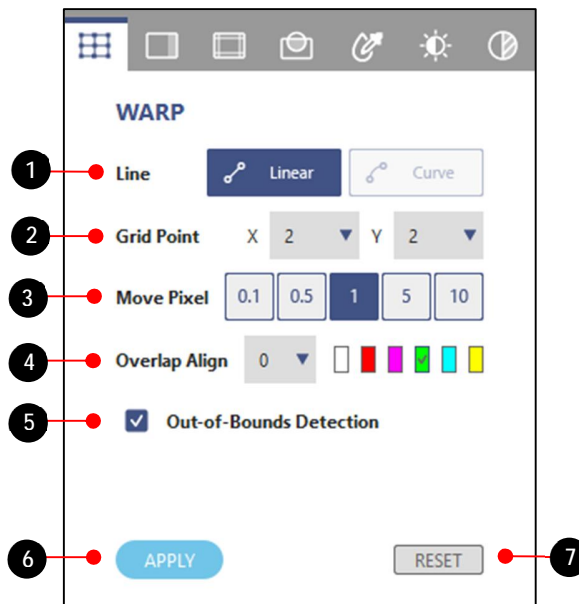 WARP
1 Line Linear Curve
2 Grid Point X 2 Y 2
3 Move Pixel 0.1 0.5 1 5 10
4 Overlap Align 0
5 Out-of-Bounds Detection
6 APPLY RESET 7